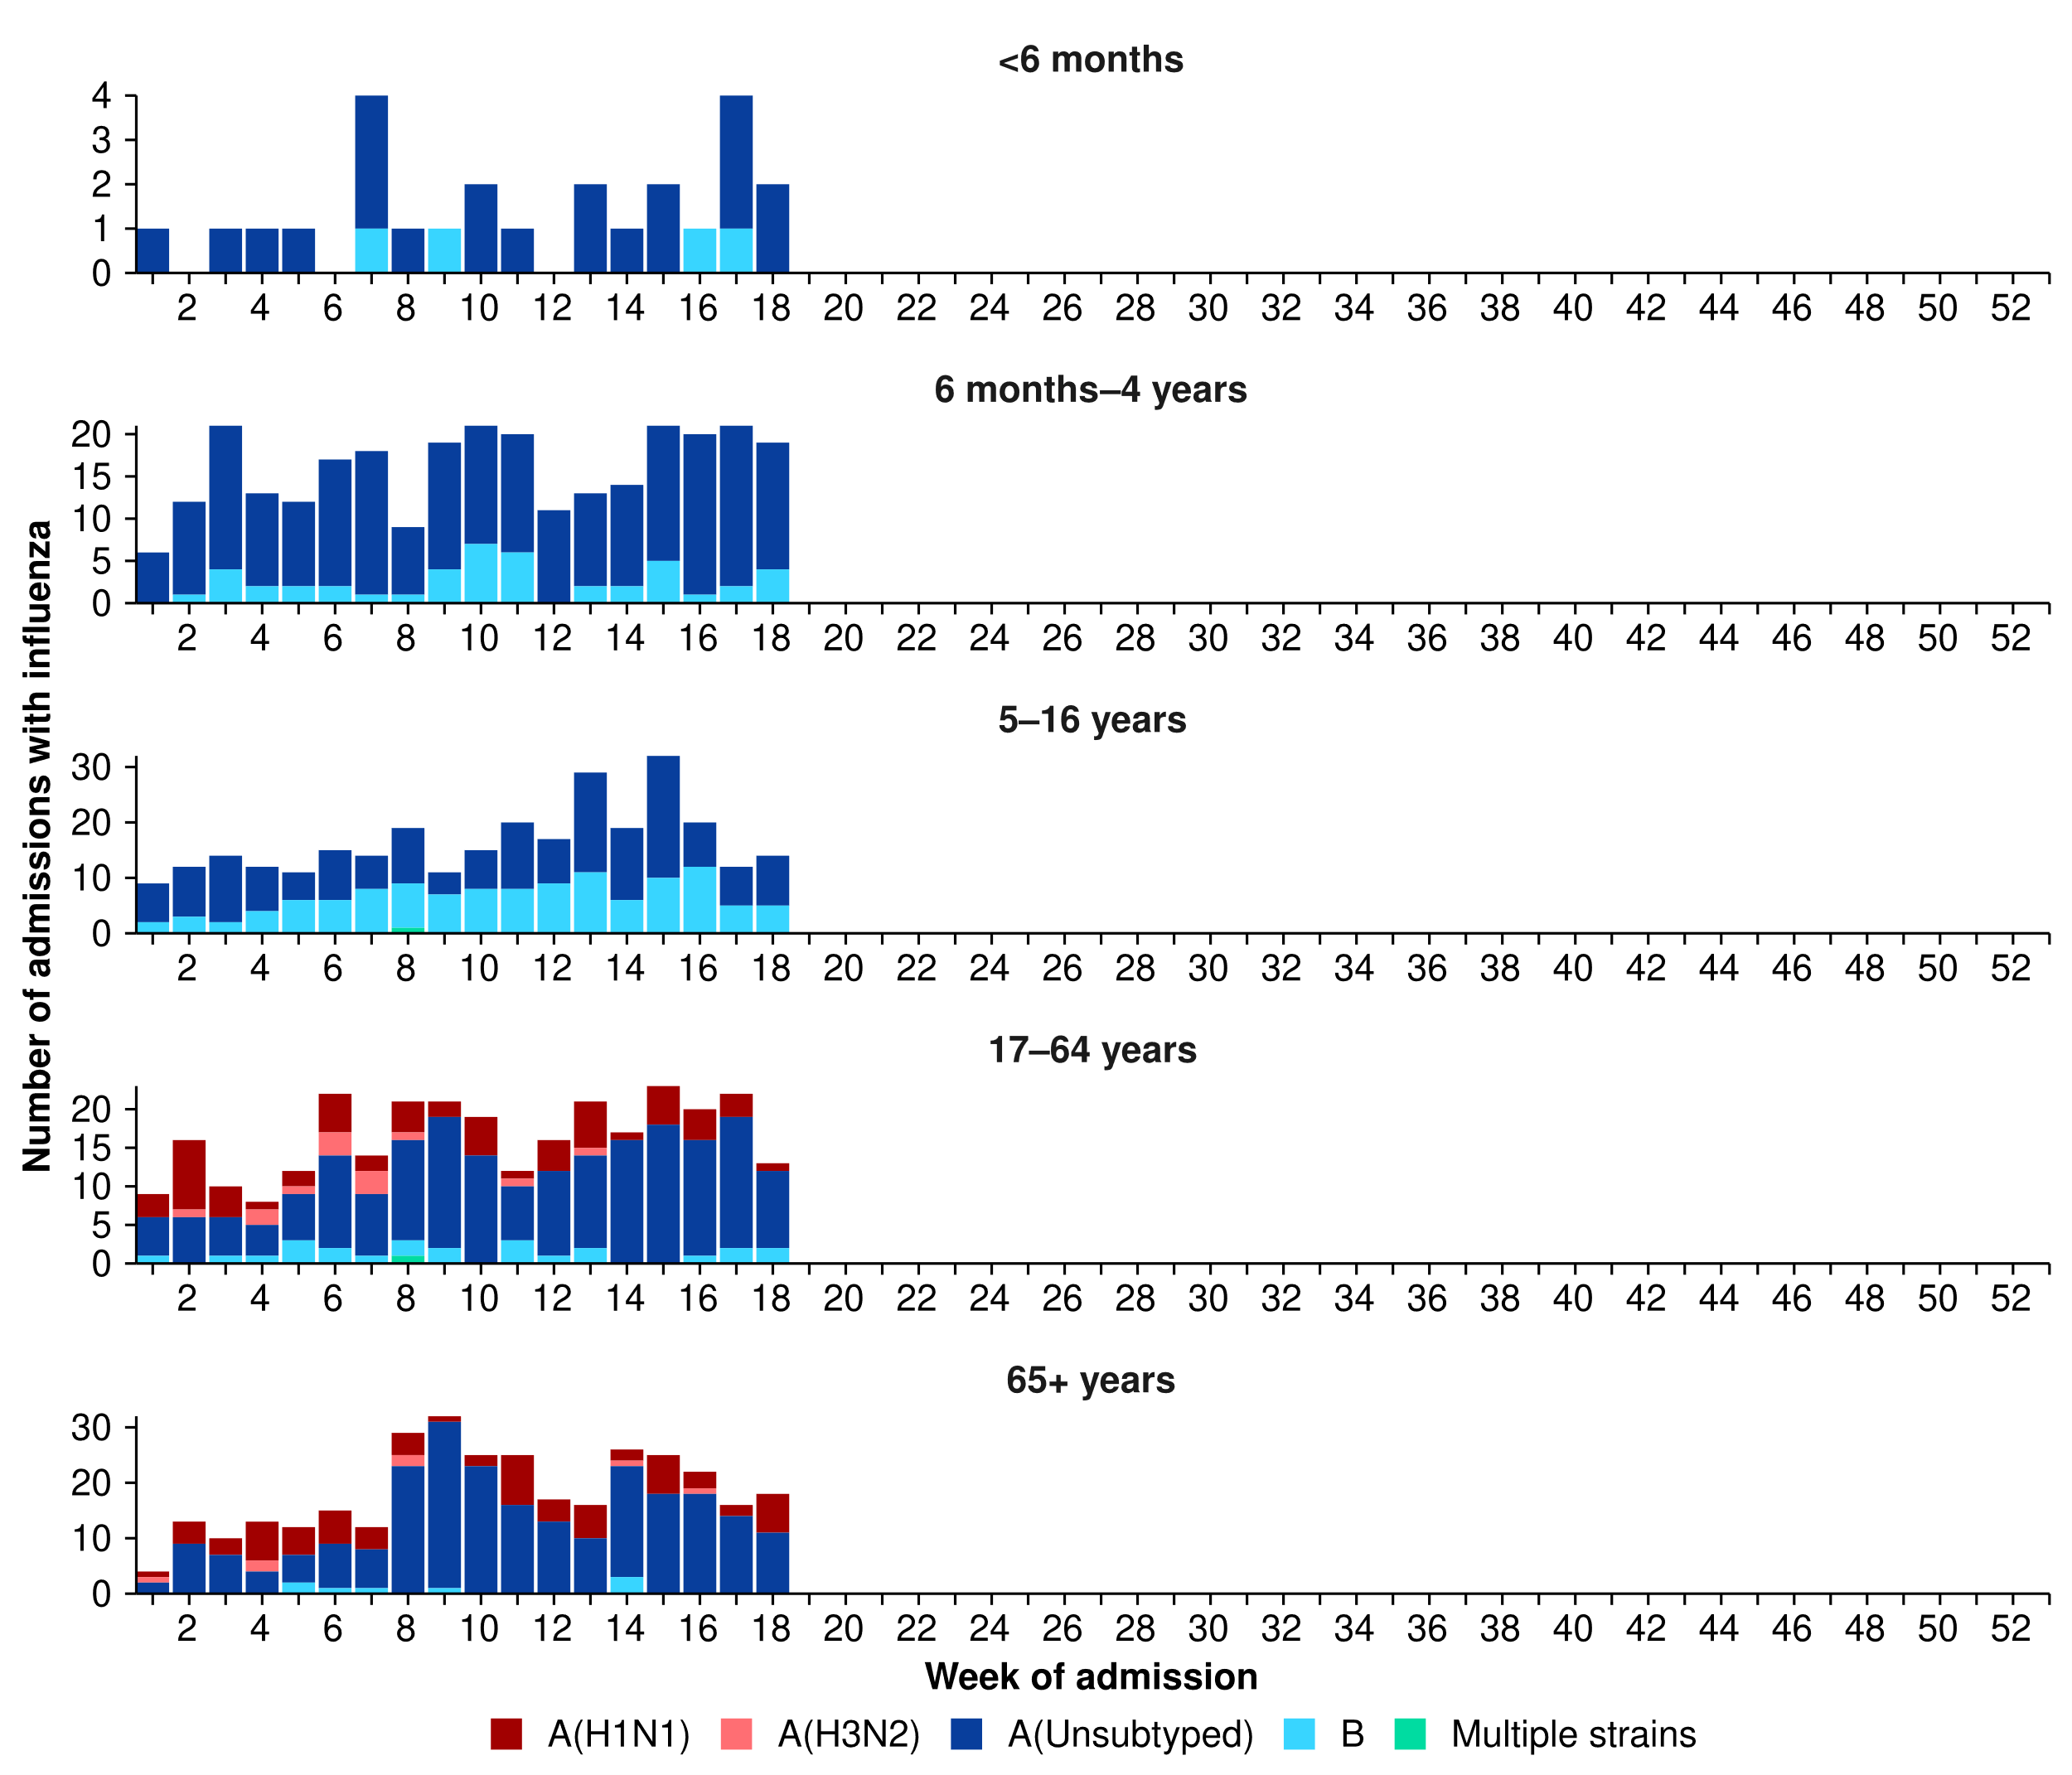 <6 months
4
3
2
1
0
2 4 6 8 10 12 14 16 18 20 22 24 26 28 30 32 34 36 38 40 42 44 46 48 50 52
6 months–4 years
20
15
10
5
0
2 4 6 8 10 12 14 16 18 20 22 24 26 28 30 32 34 36 38 40 42 44 46 48 50 52
5–16 years
30
20
10
0
2 4 6 8 10 12 14 16 18 20 22 24 26 28 30 32 34 36 38 40 42 44 46 48 50 52
17–64 years
20
15
10
5
0
2 4 6 8 10 12 14 16 18 20 22 24 26 28 30 32 34 36 38 40 42 44 46 48 50 52
65+ years
30
20
10
0
2 4 6 8 10 12 14 16 18 20 22 24 26 28 30 32 34 36 38 40 42 44 46 48 50 52
Number of admissions with influenza
Week of admission
A(H1N1) A(H3N2) A(Unsubtyped) B Multiple strains